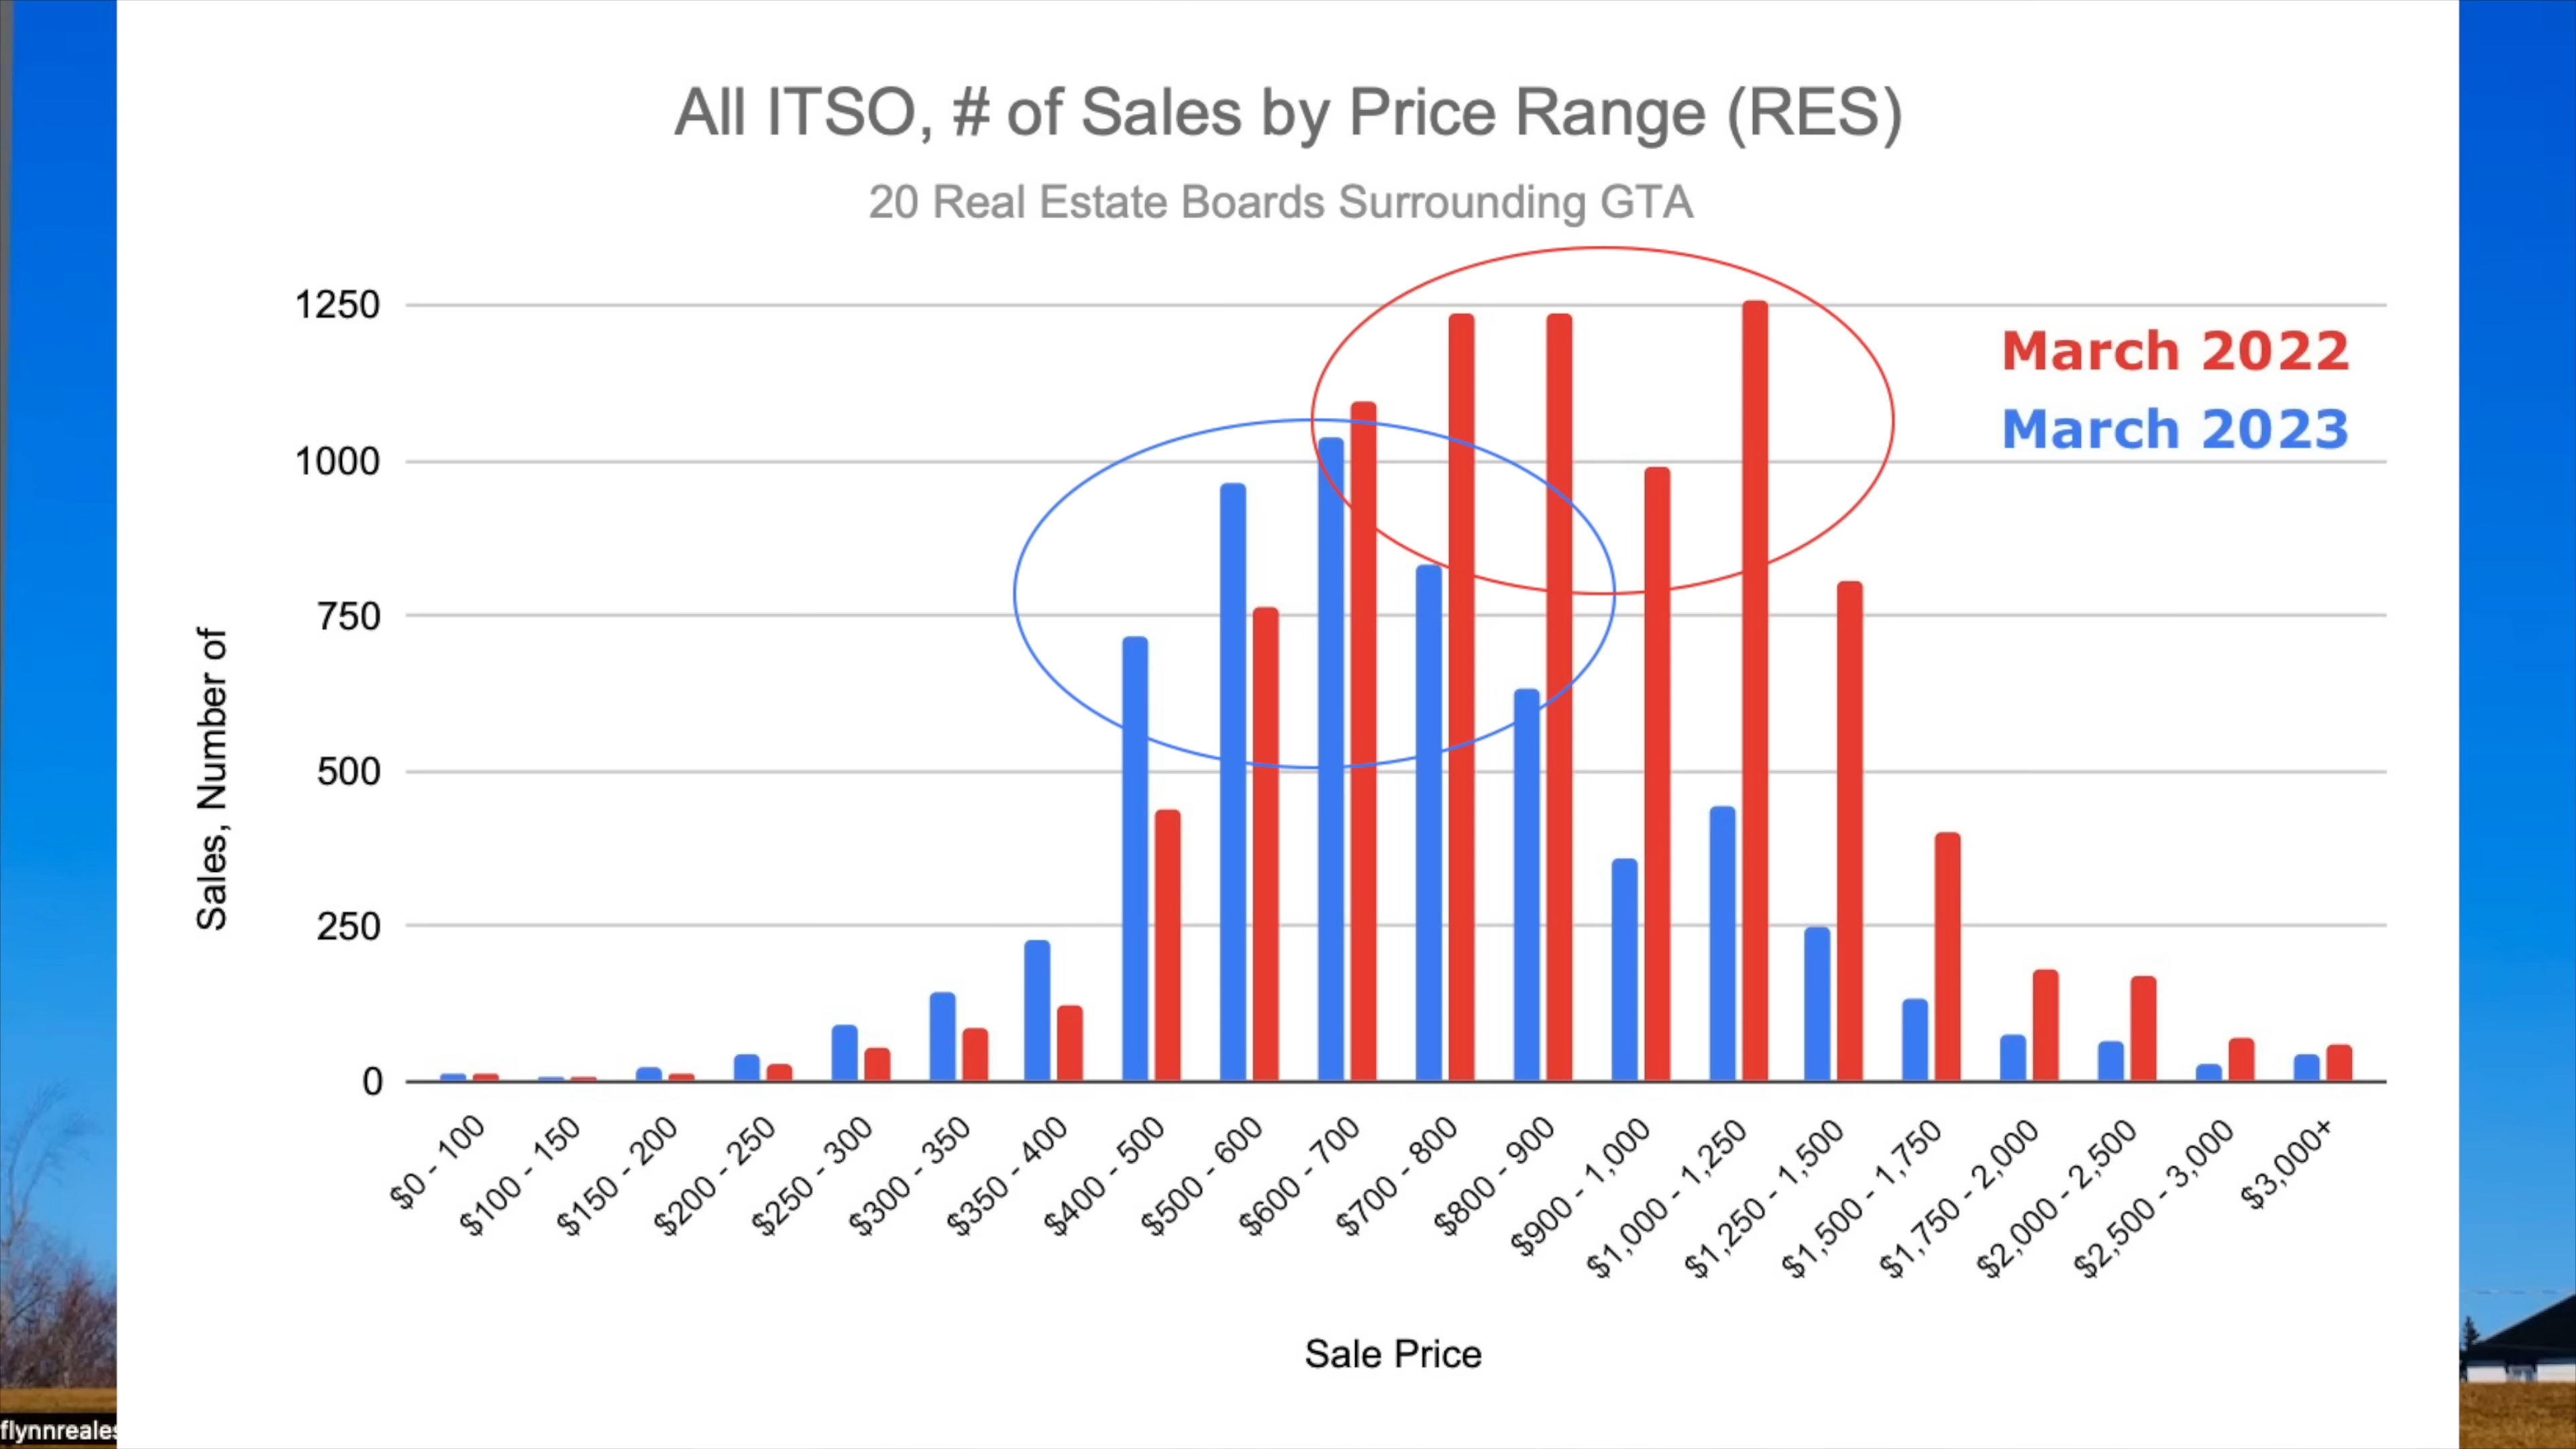 All ITSO, # of Sales by Price Range (RES)
20 Real Estate Boards Surrounding GTA
March 2022
March 2023
1250
1000
750
500
250
0
Sales, Number of
$0 - 100
$100 - 150
$150 - 200
$200 - 250
$250 - 300
$300 - 350
$350 - 400
$400 - 500
$500 - 600
$600 - 700
$700 - 800
$800 - 900
$900 - 1,000
$1,000 - 1,250
$1,250 - 1,500
$1,500 - 1,750
$1,750 - 2,000
$2,000 - 2,500
$2,500 - 3,000
$3,000+
Sale Price
flynnreales